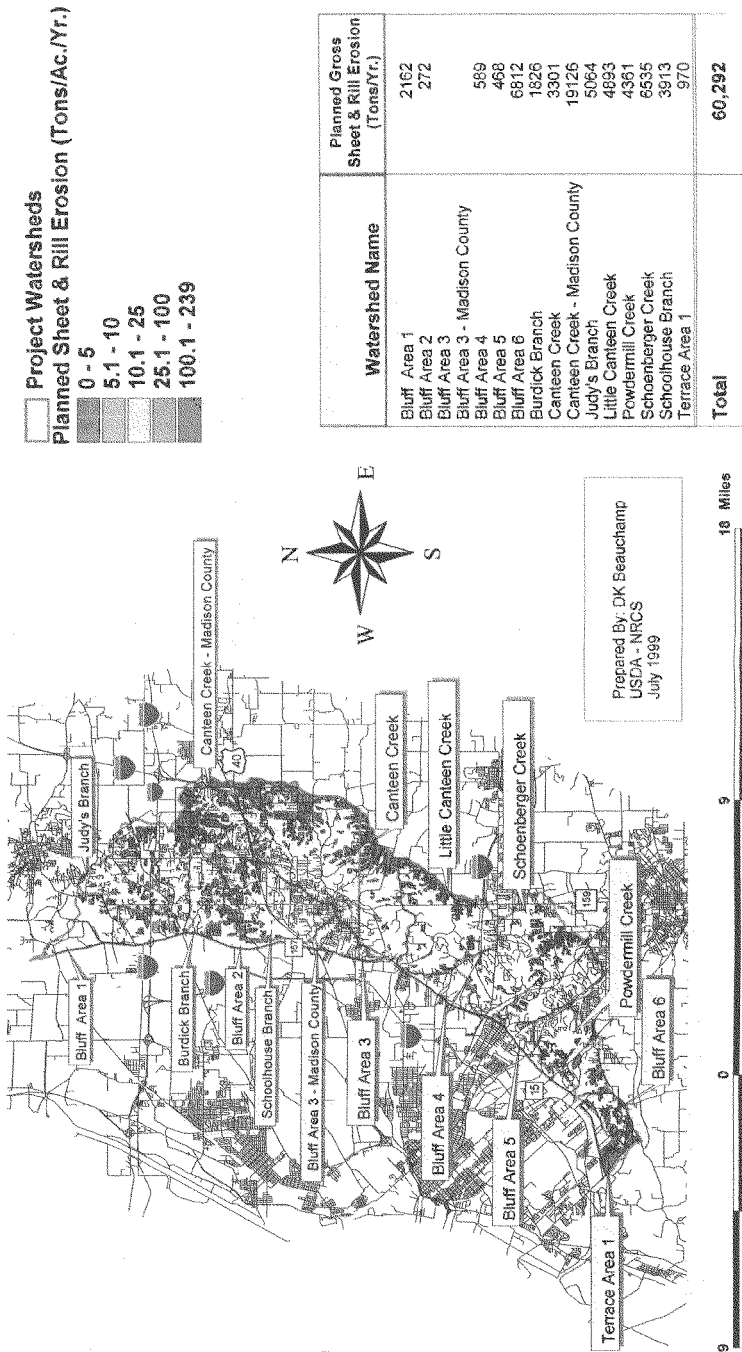 Project Watersheds
Planned Sheet & Rill Erosion (Tons/Ac./Yr.)
0 - 5
5.1 - 10
10.1 - 25
25.1 - 100
100.1 - 239
Watershed Name Planned Gross Sheet & Rill Erosion (Tons/Yr.)
Bluff Area 1 2162
Bluff Area 2 272
Bluff Area 3
Bluff Area 3 - Madison County
Bluff Area 4 589
Bluff Area 5 468
Bluff Area 6 6812
Burdick Branch 1826
Canteen Creek 3301
Canteen Creek - Madison County 19126
Judy's Branch 5064
Little Canteen Creek 4893
Powdermill Creek 4361
Schoenberger Creek 6535
Schoolhouse Branch 3913
Terrace Area 1 970
Total 60,292
N
W
E
S
Judy's Branch
Canteen Creek - Madison County
40
Canteen Creek
Little Canteen Creek
Schoenberger Creek
159
Powdermill Creek
Bluff Area 1
Burdick Branch
Bluff Area 2
Schoolhouse Branch
157
Bluff Area 3 - Madison County
Bluff Area 3
Bluff Area 4
Bluff Area 5
Bluff Area 6
Terrace Area 1
Prepared By: DK Beauchamp
USDA - NRCS
July 1999
9
0
9
18 Miles